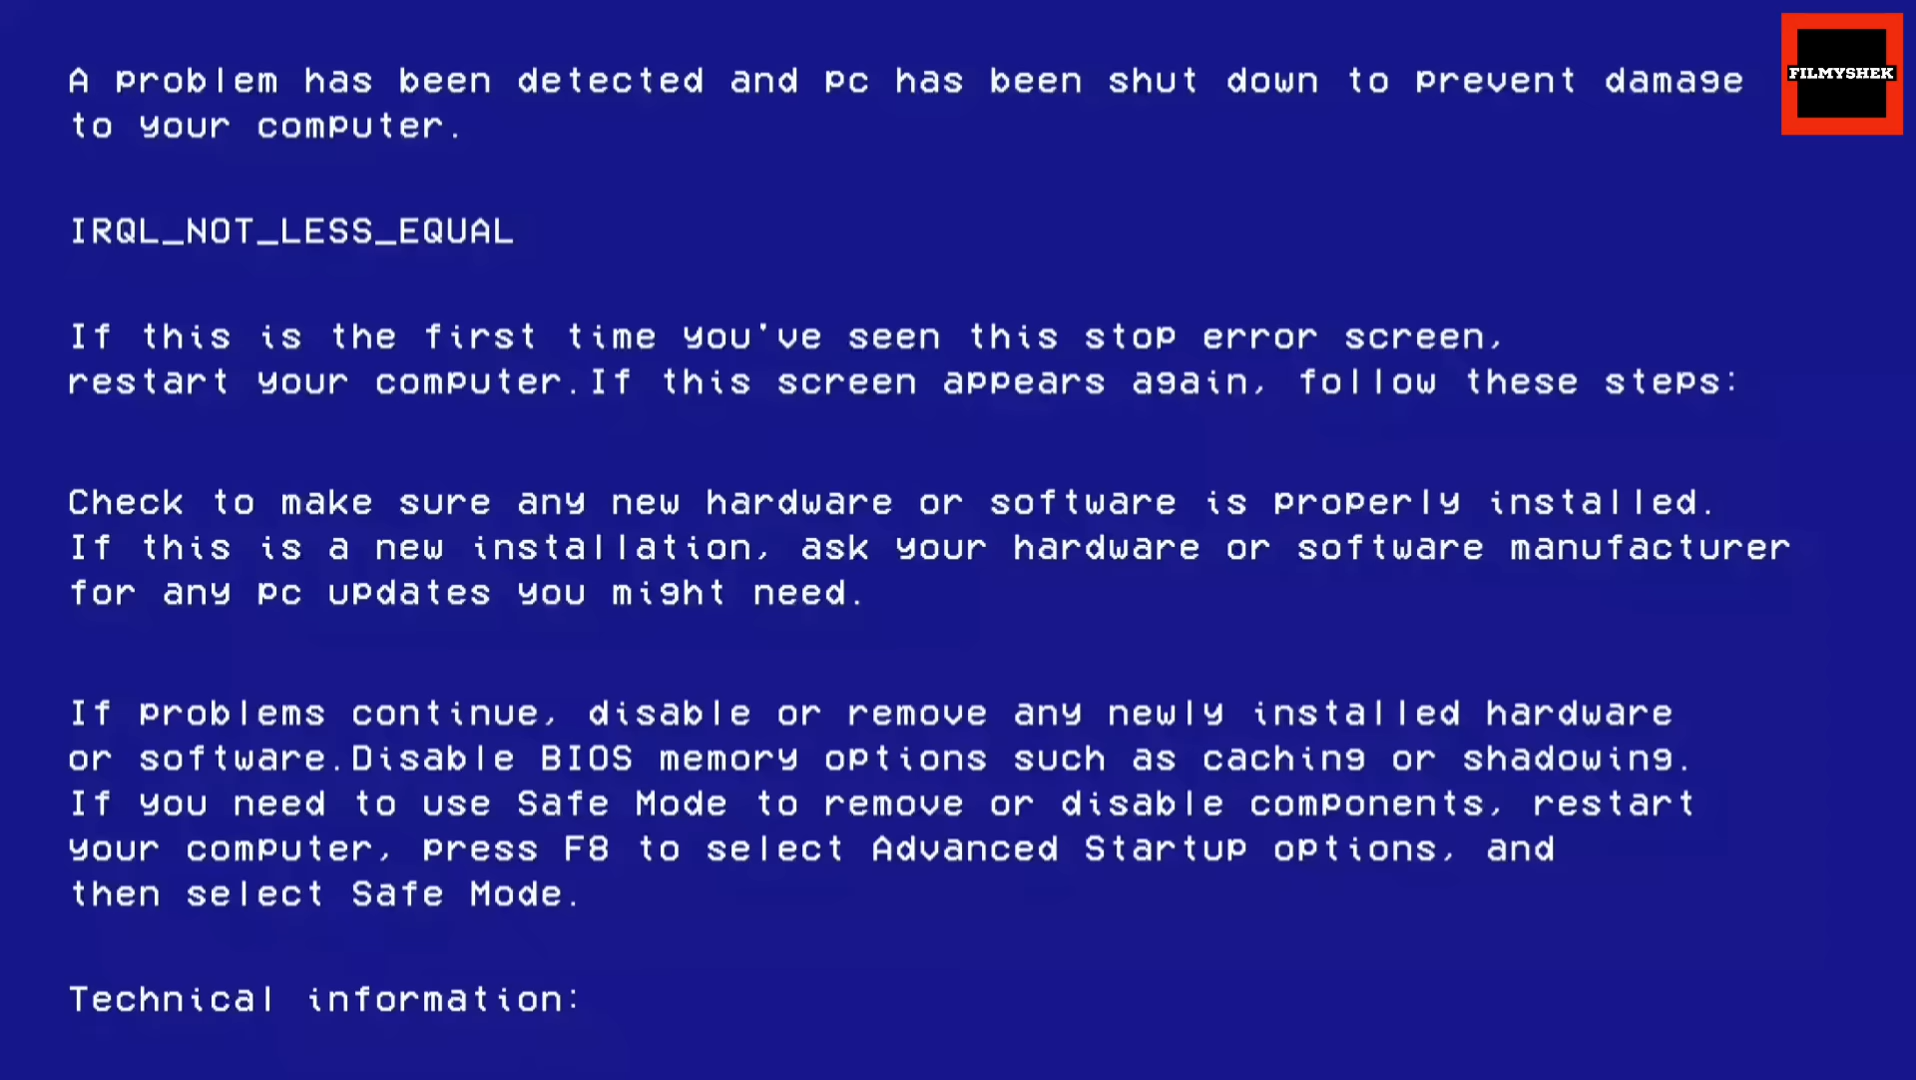 A problem has been detected and pc has been shut down to prevent damage
to your computer.
FILMYSHEK
IRQL_NOT_LESS_EQUAL
If this is the first time you've seen this stop error screen,
restart your computer.If this screen appears again, follow these steps:
Check to make sure any new hardware or software is properly installed.
If this is a new installation, ask your hardware or software manufacturer
for any pc updates you might need.
If problems continue, disable or remove any newly installed hardware
or software.Disable BIOS memory options such as caching or shadowing.
If you need to use Safe Mode to remove or disable components, restart
your computer, press F8 to select Advanced Startup options, and
then select Safe Mode.
Technical information: